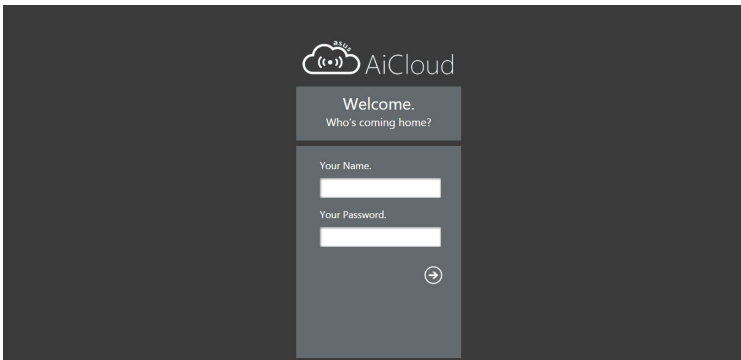 asus
AiCloud
Welcome.
Who's coming home?
Your Name.
Your Password.